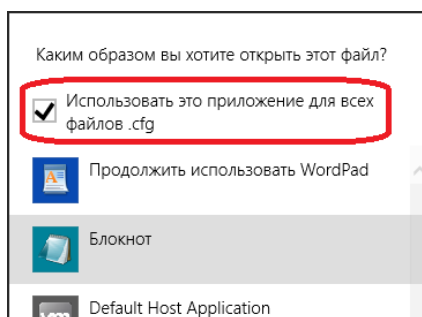 Каким образом вы хотите открыть этот файл?
Использовать это приложение для всех
файлов .cfg
Продолжить использовать WordPad
Блокнот
Default Host Application
vm